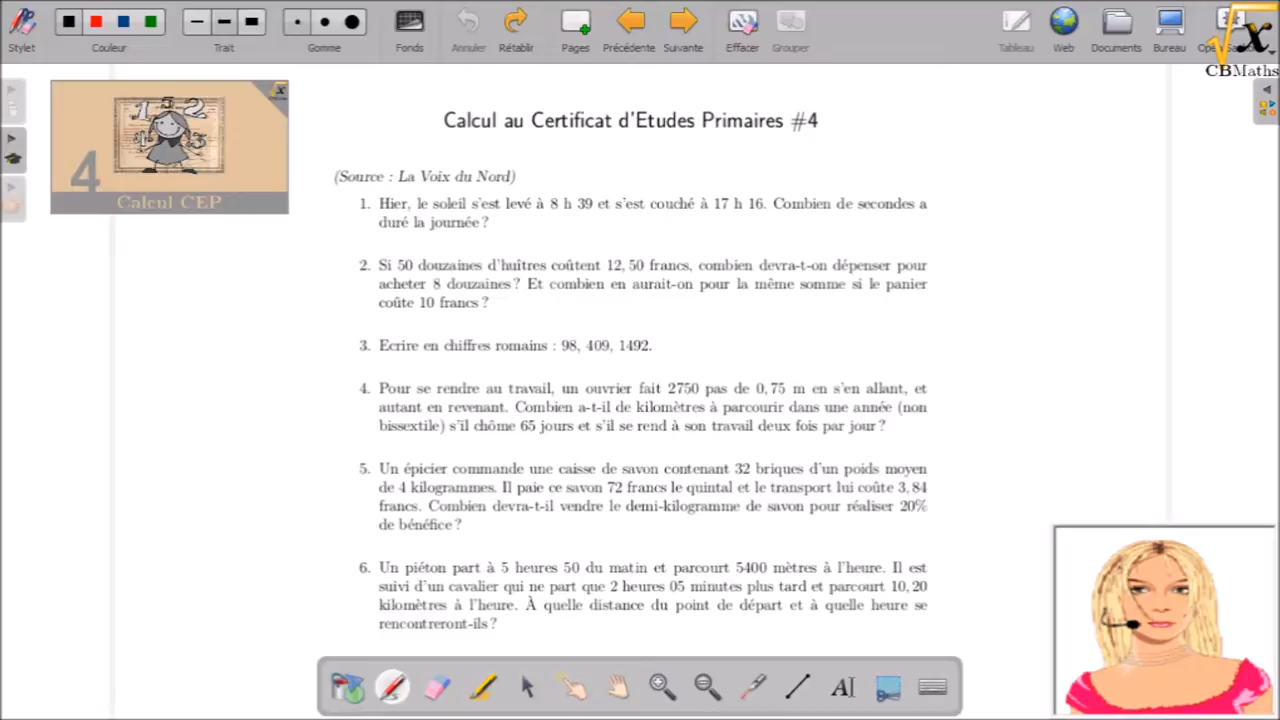 Stylet
Couleur
Trait
Gomme
Fonds
Annuler
Rétablir
Pages
Précédente
Suivante
Effacer
Grouper
Tableau
Web
Documents
Bureau
CBMaths
4
Calcul CEP
Calcul au Certificat d'Etudes Primaires #4
(Source : La Voix du Nord)
1. Hier, le soleil s'est levé à 8 h 39 et s'est couché à 17 h 16. Combien de secondes a
duré la journée ?
2. Si 50 douzaines d'huîtres coûtent 12, 50 francs, combien devra-t-on dépenser pour
acheter 8 douzaines ? Et combien en aurait-on pour la même somme si le panier
coûte 10 francs ?
3. Ecrire en chiffres romains : 98, 409, 1492.
4. Pour se rendre au travail, un ouvrier fait 2750 pas de 0, 75 m en s'en allant, et
autant en revenant. Combien a-t-il de kilomètres à parcourir dans une année (non
bissextile) s'il chôme 65 jours et s'il se rend à son travail deux fois par jour ?
5. Un épicier commande une caisse de savon contenant 32 briques d'un poids moyen
de 4 kilogrammes. Il paie ce savon 72 francs le quintal et le transport lui coûte 3, 84
francs. Combien devra-t-il vendre le demi-kilogramme de savon pour réaliser 20%
de bénéfice ?
6. Un piéton part à 5 heures 50 du matin et parcourt 5400 mètres à l'heure. Il est
suivi d'un cavalier qui ne part que 2 heures 05 minutes plus tard et parcourt 10, 20
kilomètres à l'heure. À quelle distance du point de départ et à quelle heure se
rencontreront-ils ?